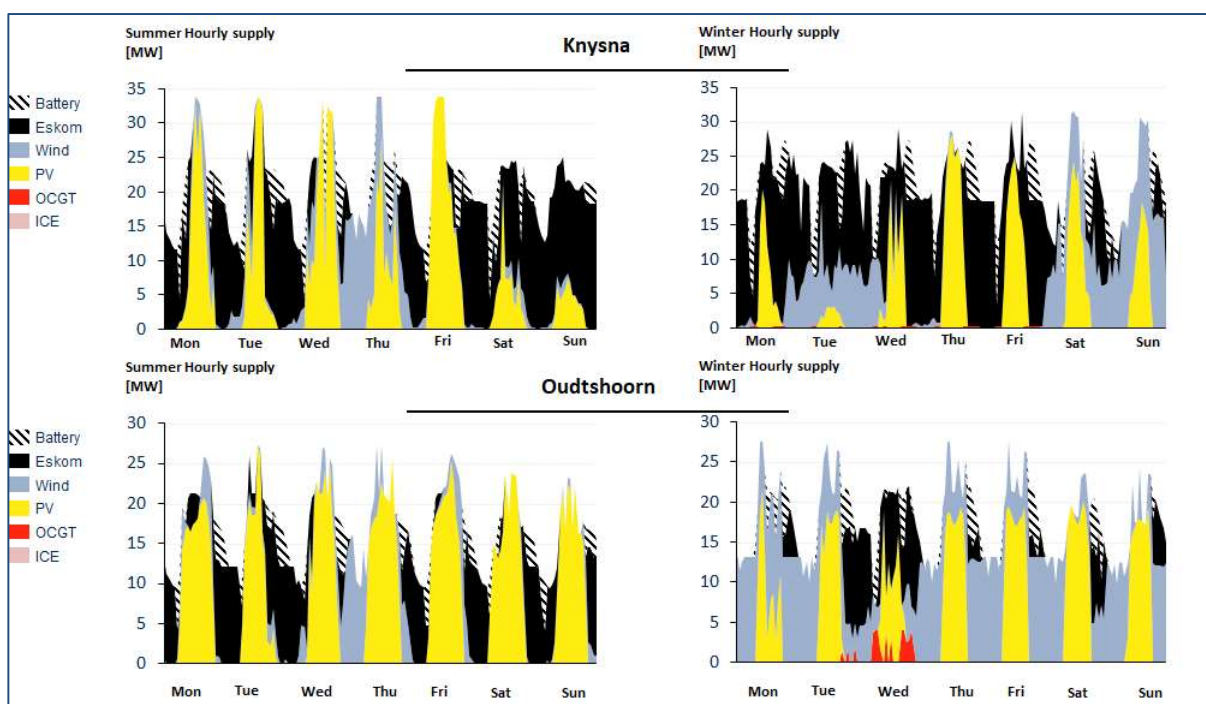 Summer Hourly supply
[MW]
Knysna
Winter Hourly supply
[MW]
Battery
Eskom
Wind
PV
OCGT
ICE
35
30
25
20
15
10
5
0
Mon Tue Wed Thu Fri Sat Sun
35
30
25
20
15
10
5
0
Mon Tue Wed Thu Fri Sat Sun
Summer Hourly supply
[MW]
Oudtshoorn
Winter Hourly supply
[MW]
Battery
Eskom
Wind
PV
OCGT
ICE
30
25
20
15
10
5
0
Mon Tue Wed Thu Fri Sat Sun
30
25
20
15
10
5
0
Mon Tue Wed Thu Fri Sat Sun